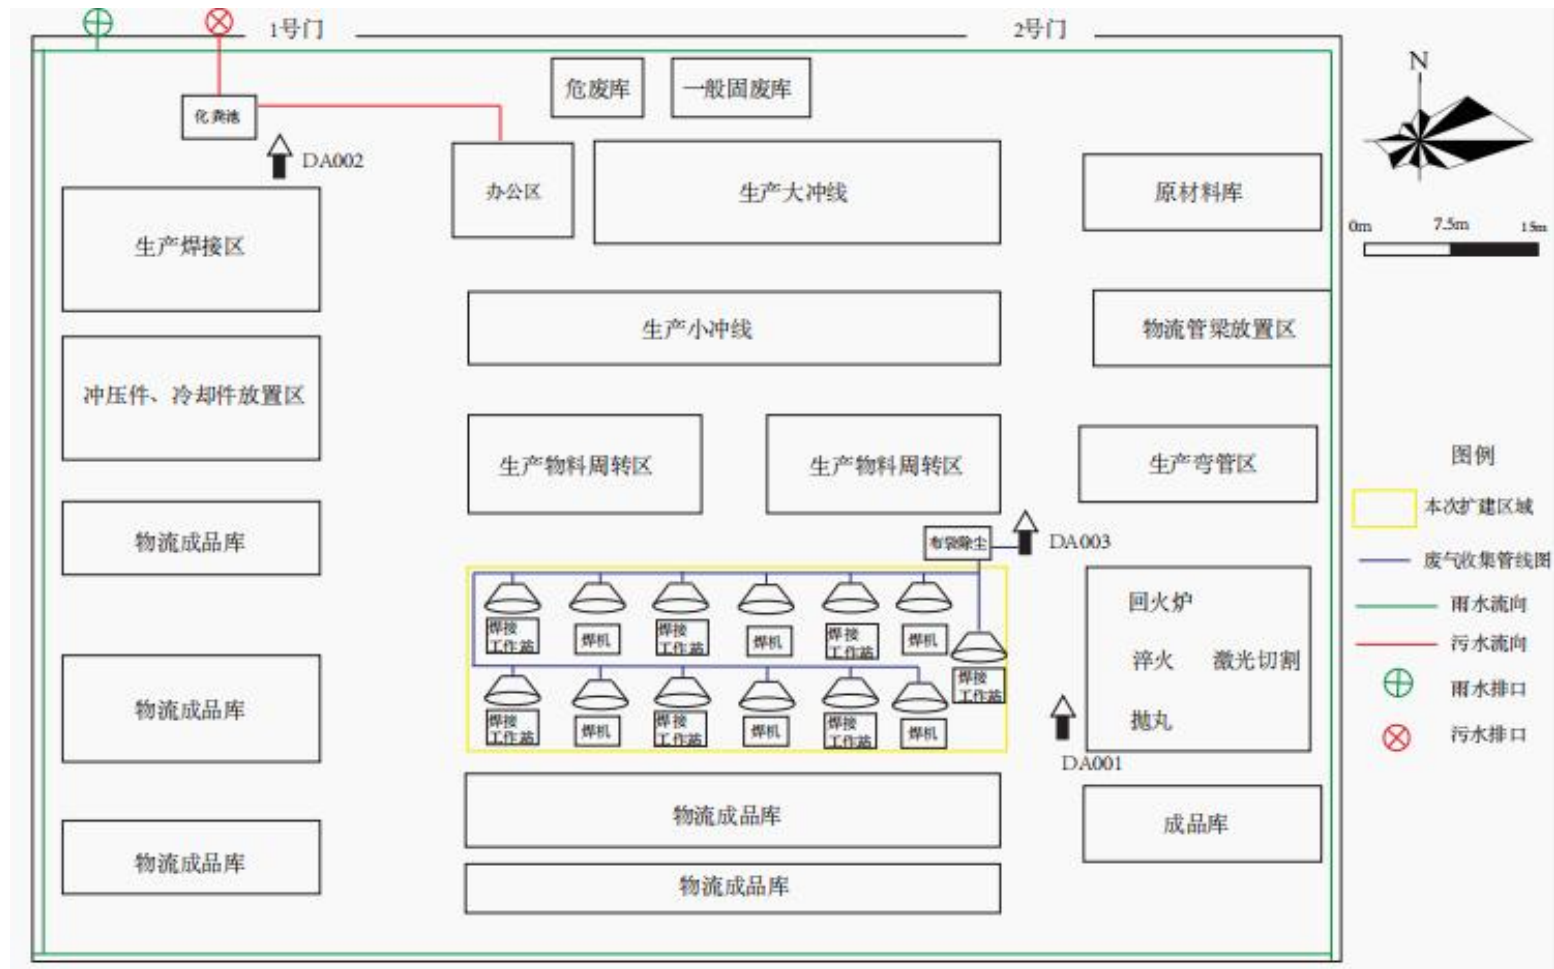 1号门
2号门
N
危废库
一般固废库
化粪池
DA002
办公区
生产大冲线
原材料库
0m
7.5m
15m
生产焊接区
生产小冲线
物流管梁放置区
冲压件、冷却件放置区
生产物料周转区
生产物料周转区
生产弯管区
图例
本次扩建区域
废气收集管线图
雨水流向
污水流向
雨水排口
污水排口
物流成品库
布袋除尘
DA003
焊接
工作站
焊机
焊接
工作站
焊机
焊接
工作站
焊机
焊接
工作站
焊接
工作站
焊机
焊接
工作站
焊机
焊接
工作站
焊机
回火炉
淬火
激光切割
抛丸
DA001
物流成品库
物流成品库
成品库
物流成品库
物流成品库